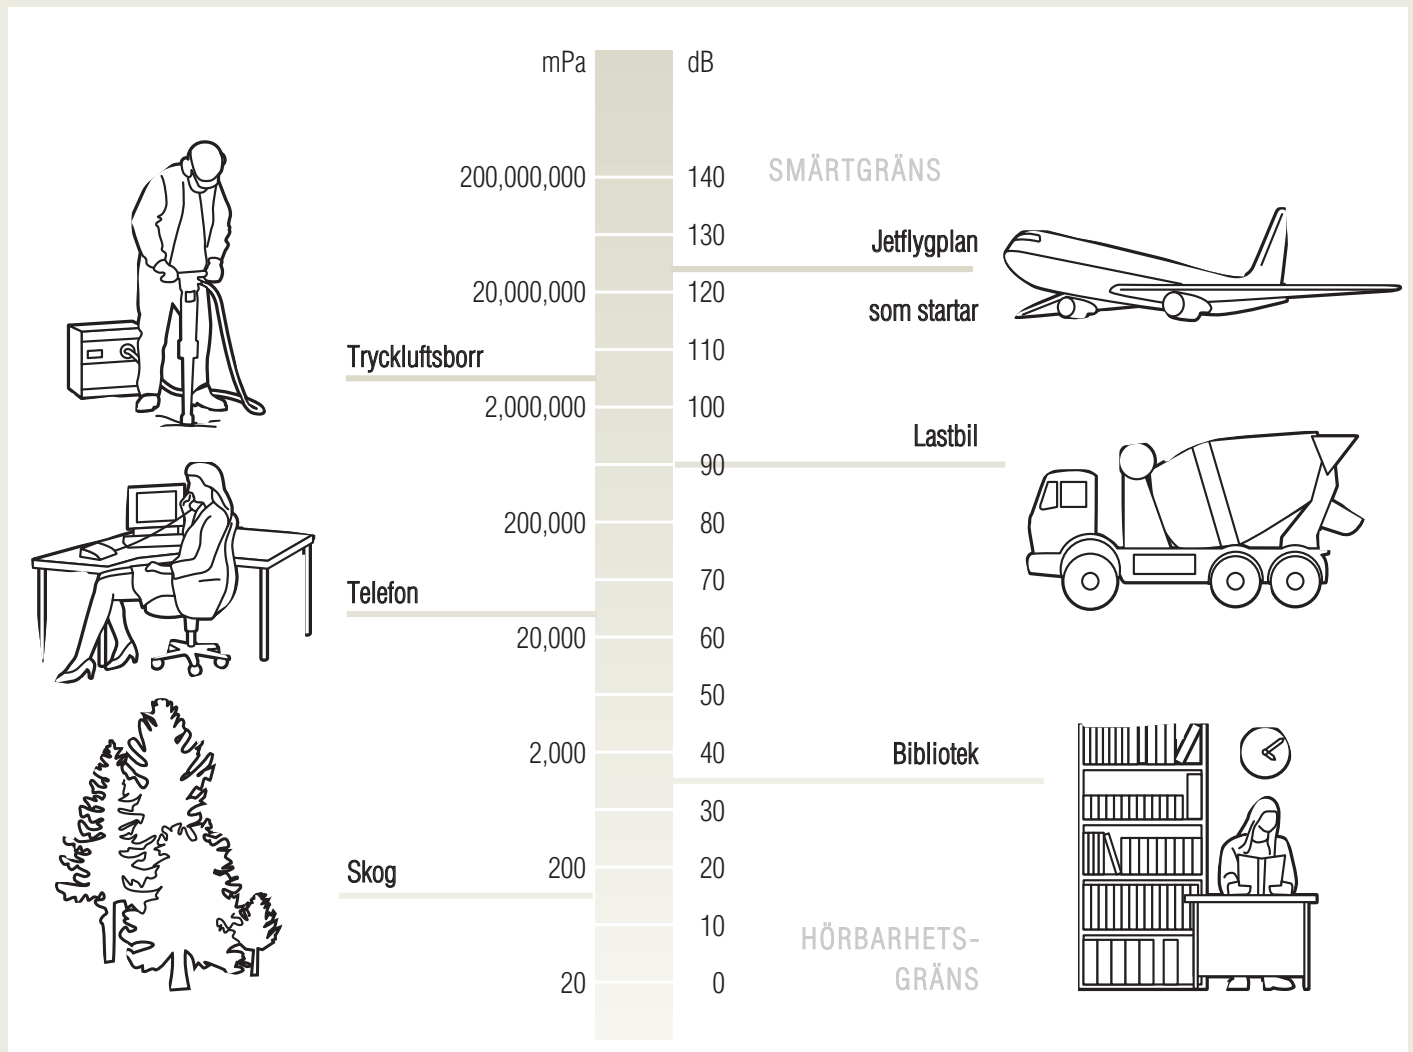 mPa dB
200,000,000 140 SMÄRTGRÄNS
130 Jetflygplan
20,000,000 120 som startar
Tryckluftsborr 110
2,000,000 100
Lastbil
90
200,000 80
70
Telefon
20,000 60
50
2,000 40 Bibliotek
30
Skog 200 20
10 HÖRBARHETS-
GRÄNS
20 0